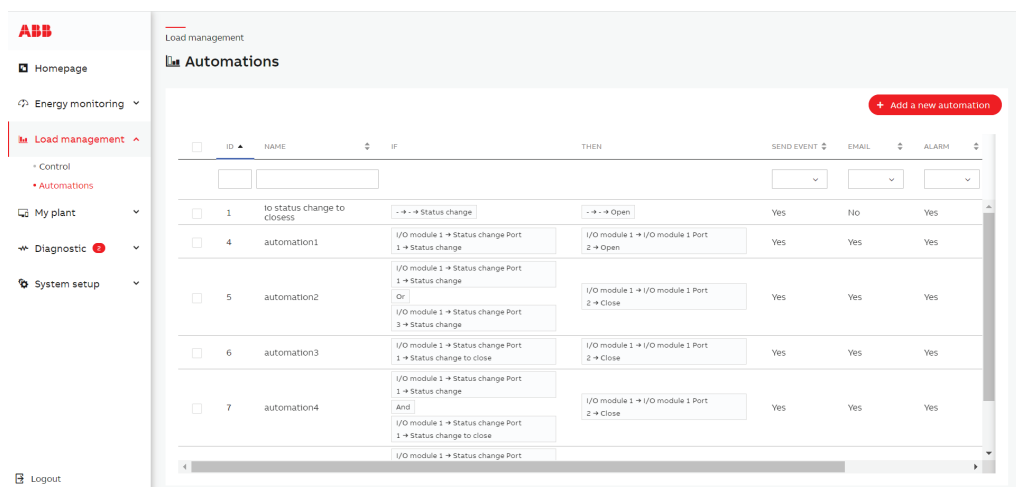 ABB
Homepage
Energy monitoring
Load management
Control
Automations
My plant
Diagnostic 2
System setup
Logout
Load management
Automations
+ Add a new automation
ID NAME IF THEN SEND EVENT EMAIL ALARM
1 io status change to closess - → - → Status change - → - → Open Yes No Yes
4 automation1 I/O module 1 → Status change Port 1 → Status change I/O module 1 → I/O module 1 Port 2 → Open Yes Yes Yes
5 automation2 I/O module 1 → Status change Port 1 → Status change Or I/O module 1 → Status change Port 3 → Status change I/O module 1 → I/O module 1 Port 2 → Close Yes Yes Yes
6 automation3 I/O module 1 → Status change Port 1 → Status change to close I/O module 1 → I/O module 1 Port 2 → Close Yes Yes Yes
7 automation4 I/O module 1 → Status change Port 1 → Status change And I/O module 1 → Status change Port 1 → Status change to close I/O module 1 → I/O module 1 Port 2 → Close Yes Yes Yes
I/O module 1 → Status change Port